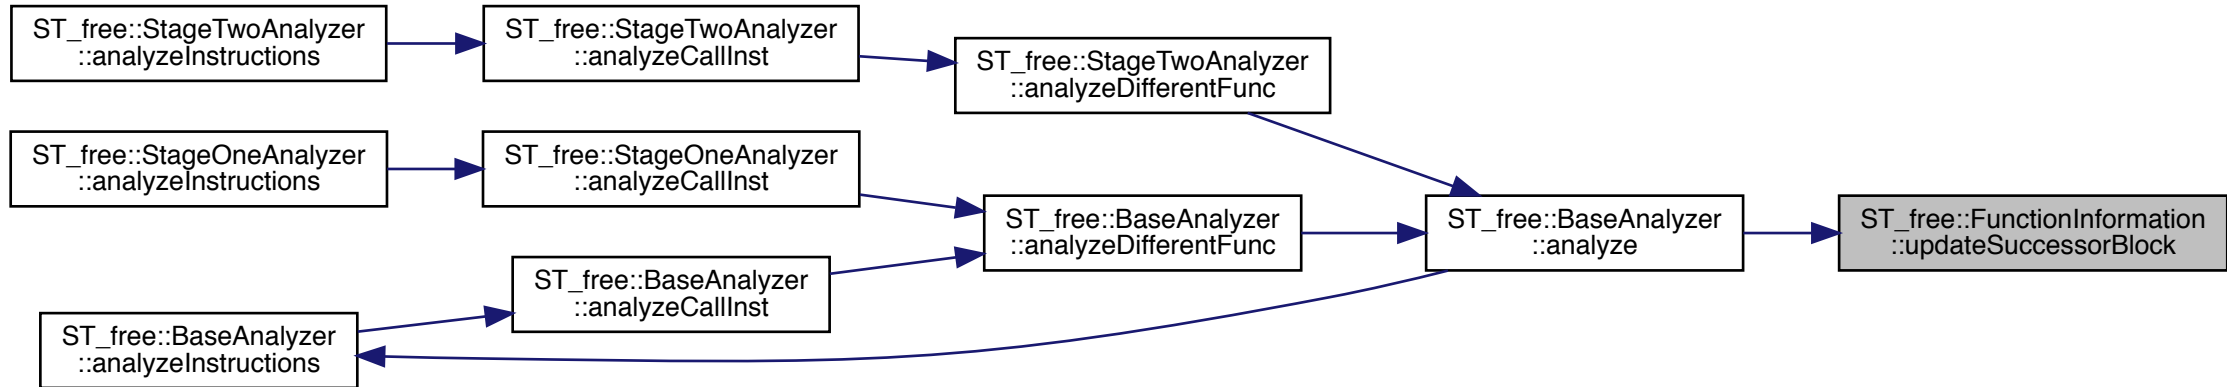 ST_free::StageTwoAnalyzer
::analyzeInstructions
ST_free::StageTwoAnalyzer
::analyzeCallInst
ST_free::StageTwoAnalyzer
::analyzeDifferentFunc
ST_free::StageOneAnalyzer
::analyzeInstructions
ST_free::StageOneAnalyzer
::analyzeCallInst
ST_free::BaseAnalyzer
::analyzeDifferentFunc
ST_free::BaseAnalyzer
::analyze
ST_free::FunctionInformation
::updateSuccessorBlock
ST_free::BaseAnalyzer
::analyzeCallInst
ST_free::BaseAnalyzer
::analyzeInstructions